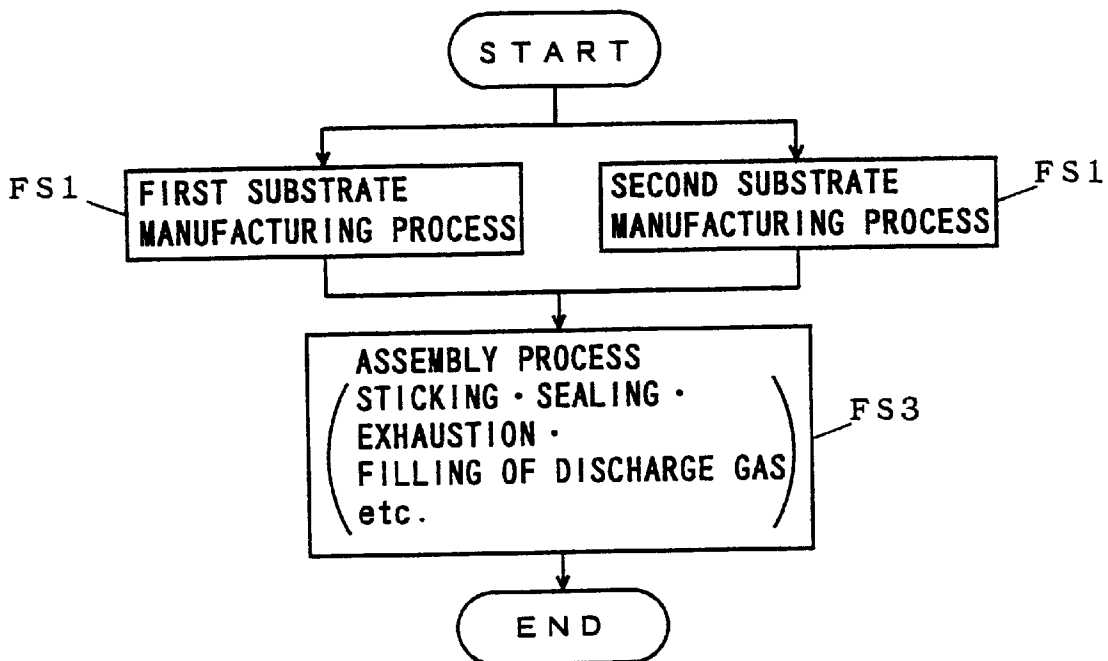 START
FS1
FIRST SUBSTRATE
MANUFACTURING PROCESS
SECOND SUBSTRATE
MANUFACTURING PROCESS
FS1
ASSEMBLY PROCESS
(STICKING・SEALING・
EXHAUSTION・
FILLING OF DISCHARGE GAS
etc.)
FS3
END